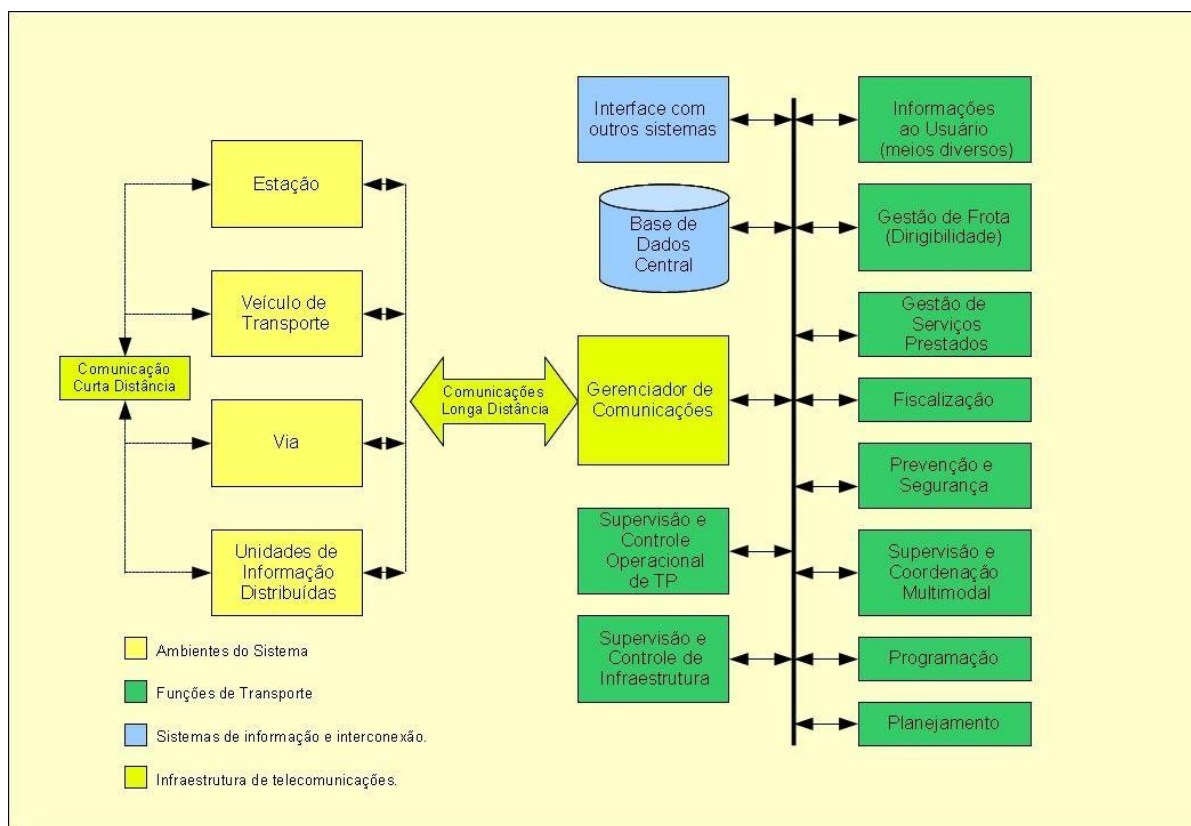 Estação
Veículo de
Transporte
Comunicação
Curta Distância
Via
Unidades de
Informação
Distribuídas
Ambientes do Sistema
Funções de Transporte
Sistemas de informação e interconexão.
Infraestrutura de telecomunicações.
Comunicações
Longa Distância
Interface com
outros sistemas
Base de
Dados
Central
Gerenciador de
Comunicações
Supervisão e
Controle
Operacional
de TP
Supervisão e
Controle de
Infraestrutura
Informações
ao Usuário
(meios diversos)
Gestão de Frota
(Dirigibilidade)
Gestão de
Serviços
Prestados
Fiscalização
Prevenção e
Segurança
Supervisão e
Coordenação
Multimodal
Programação
Planejamento